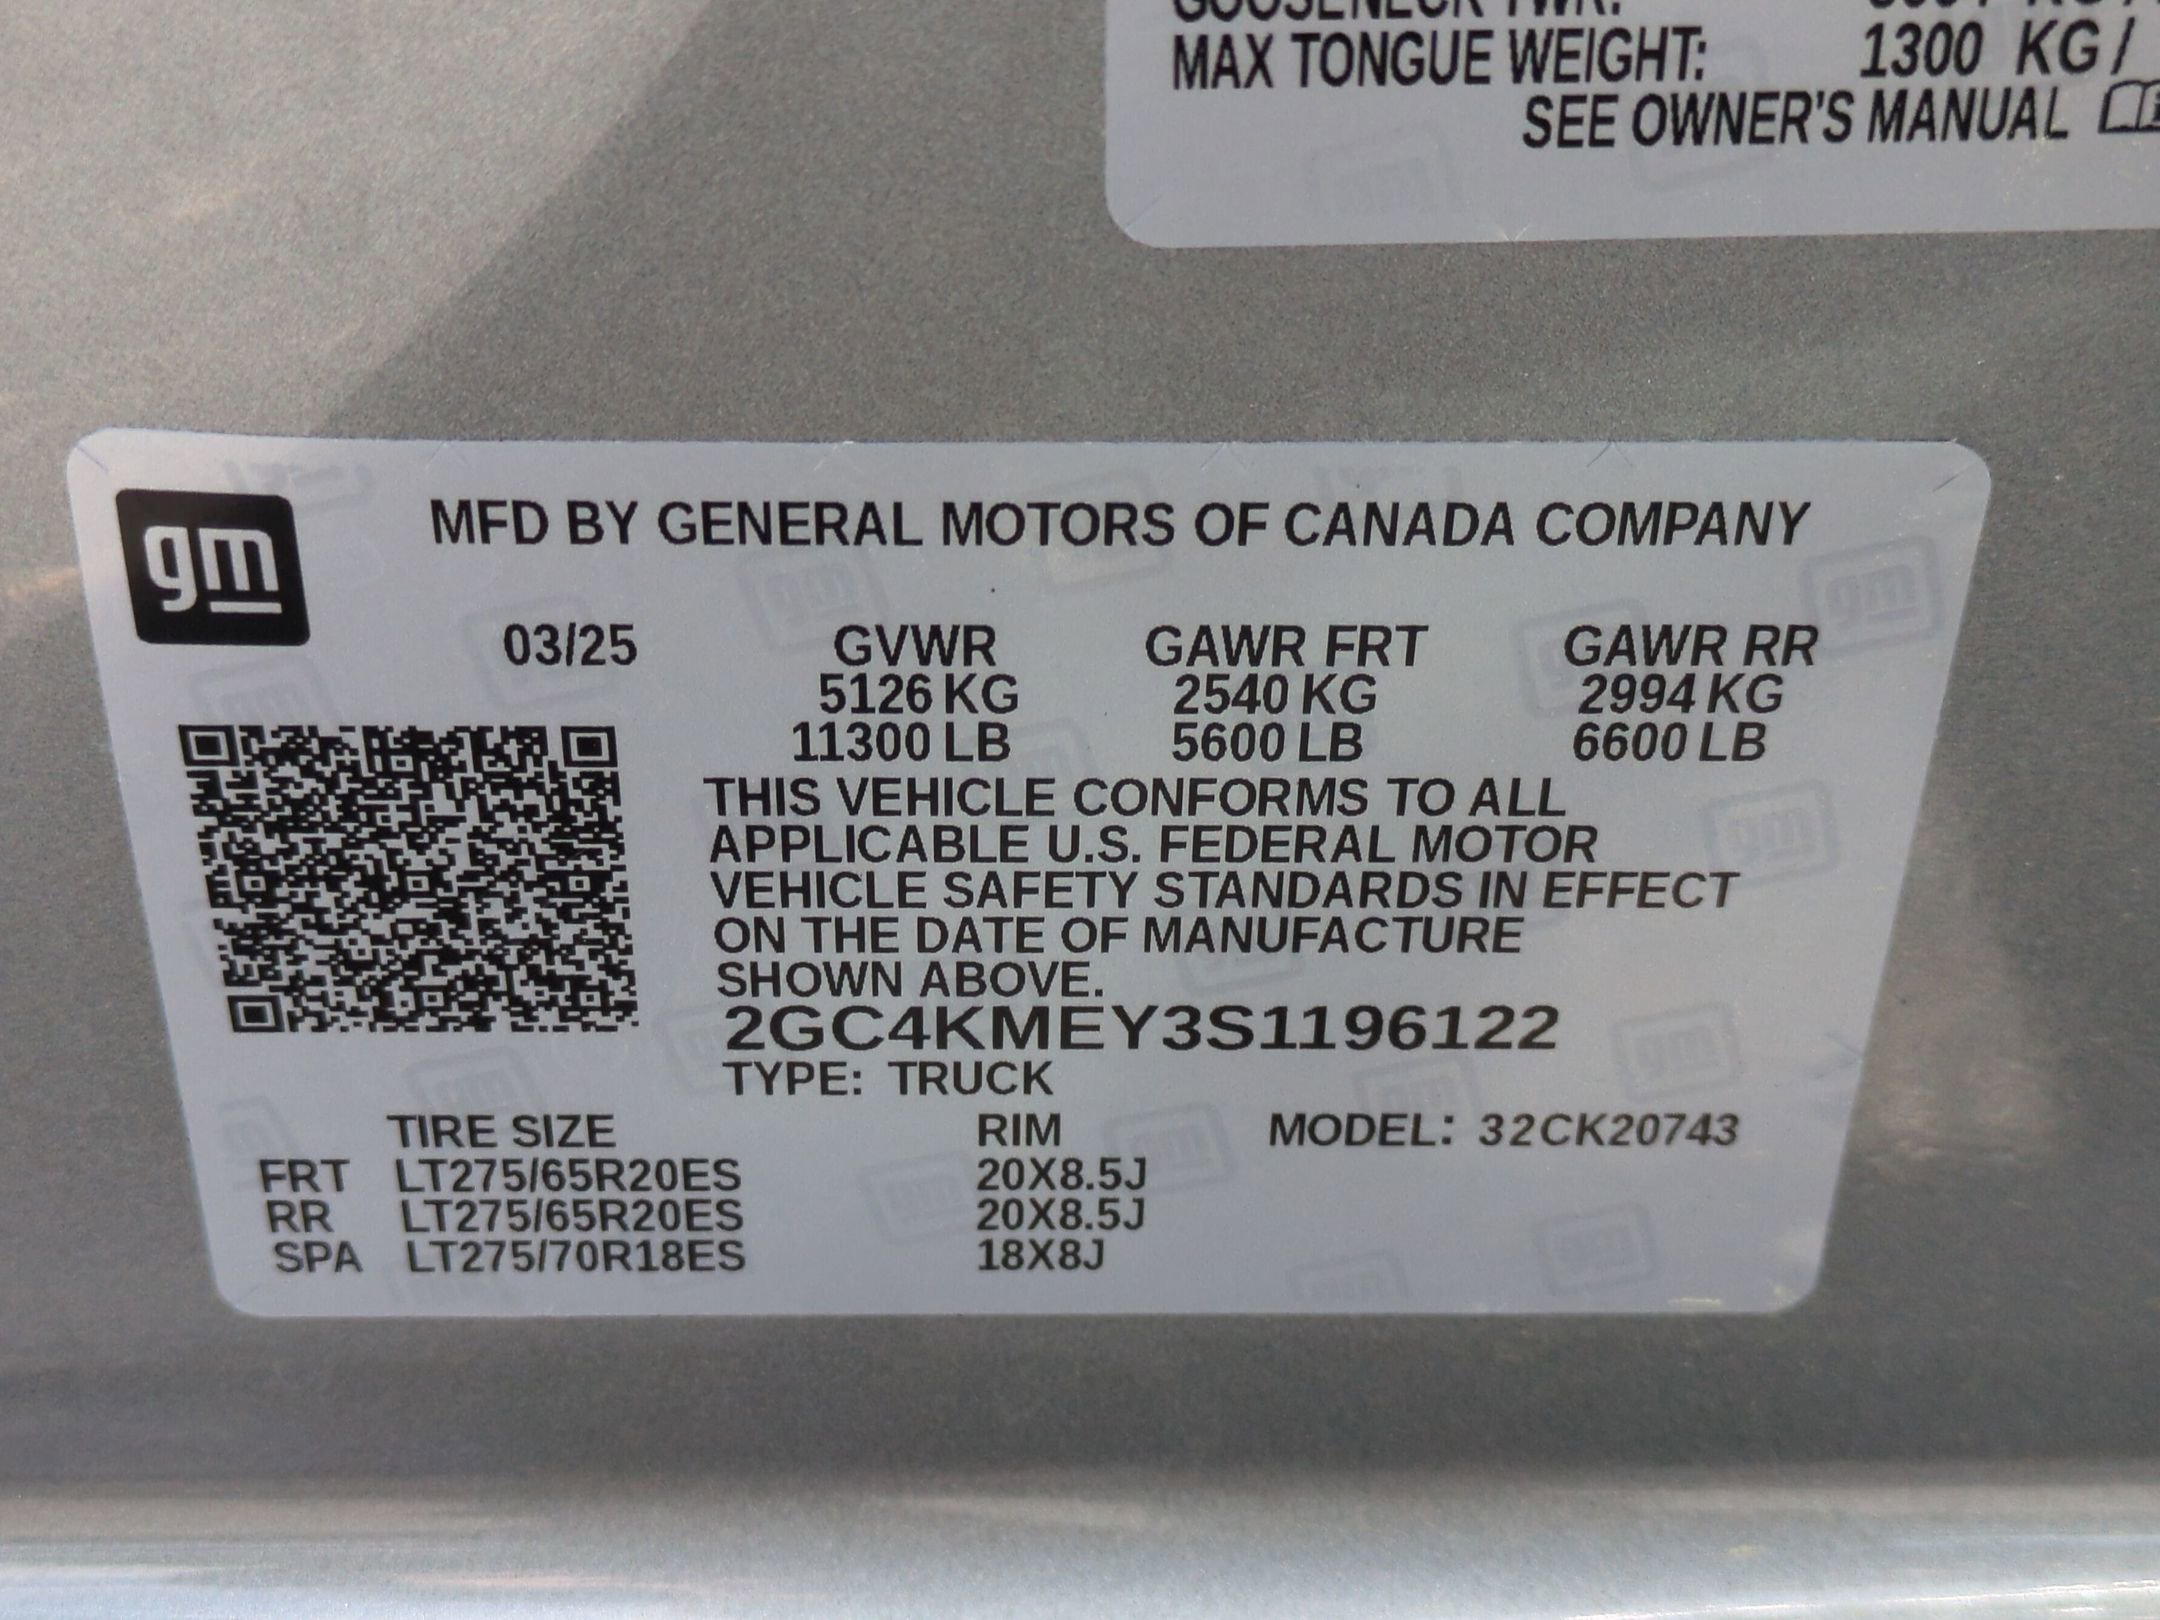 GOOSENECK TWR:
MAX TONGUE WEIGHT: 1300 KG /
SEE OWNER'S MANUAL
gm
MFD BY GENERAL MOTORS OF CANADA COMPANY
03/25 GVWR GAWR FRT GAWR RR
5126 KG 2540 KG 2994 KG
11300 LB 5600 LB 6600 LB
THIS VEHICLE CONFORMS TO ALL
APPLICABLE U.S. FEDERAL MOTOR
VEHICLE SAFETY STANDARDS IN EFFECT
ON THE DATE OF MANUFACTURE
SHOWN ABOVE.
2GC4KMEY3S1196122
TYPE: TRUCK
TIRE SIZE RIM MODEL: 32CK20743
FRT LT275/65R20ES 20X8.5J
RR LT275/65R20ES 20X8.5J
SPA LT275/70R18ES 18X8J